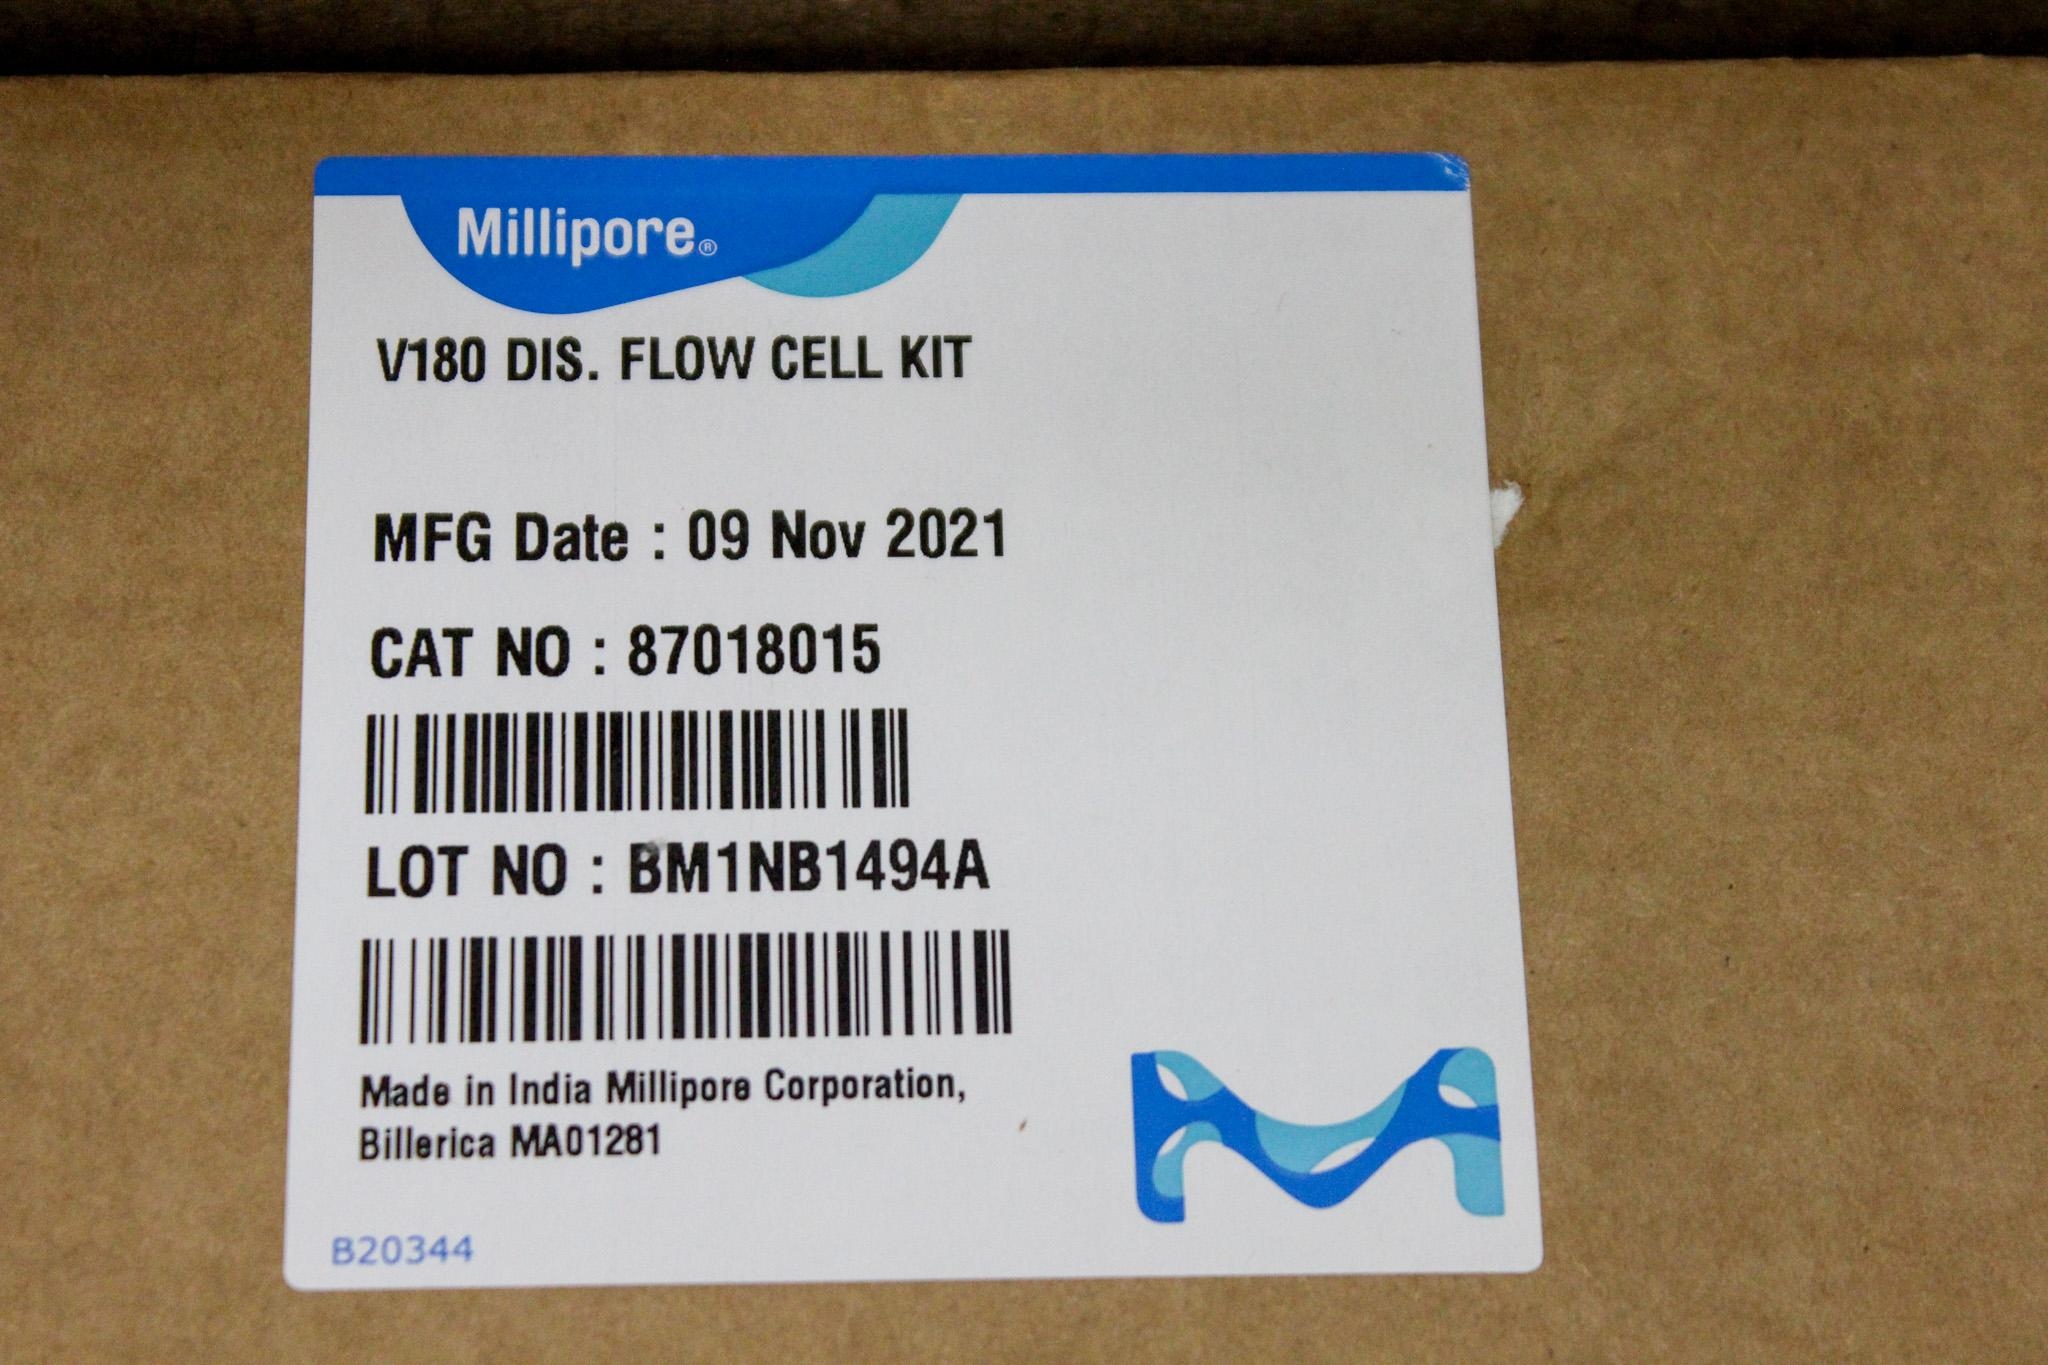 Millipore®
V180 DIS. FLOW CELL KIT
MFG Date : 09 Nov 2021
CAT NO : 87018015
LOT NO : BM1NB1494A
Made in India Millipore Corporation,
Billerica MA01281
B20344